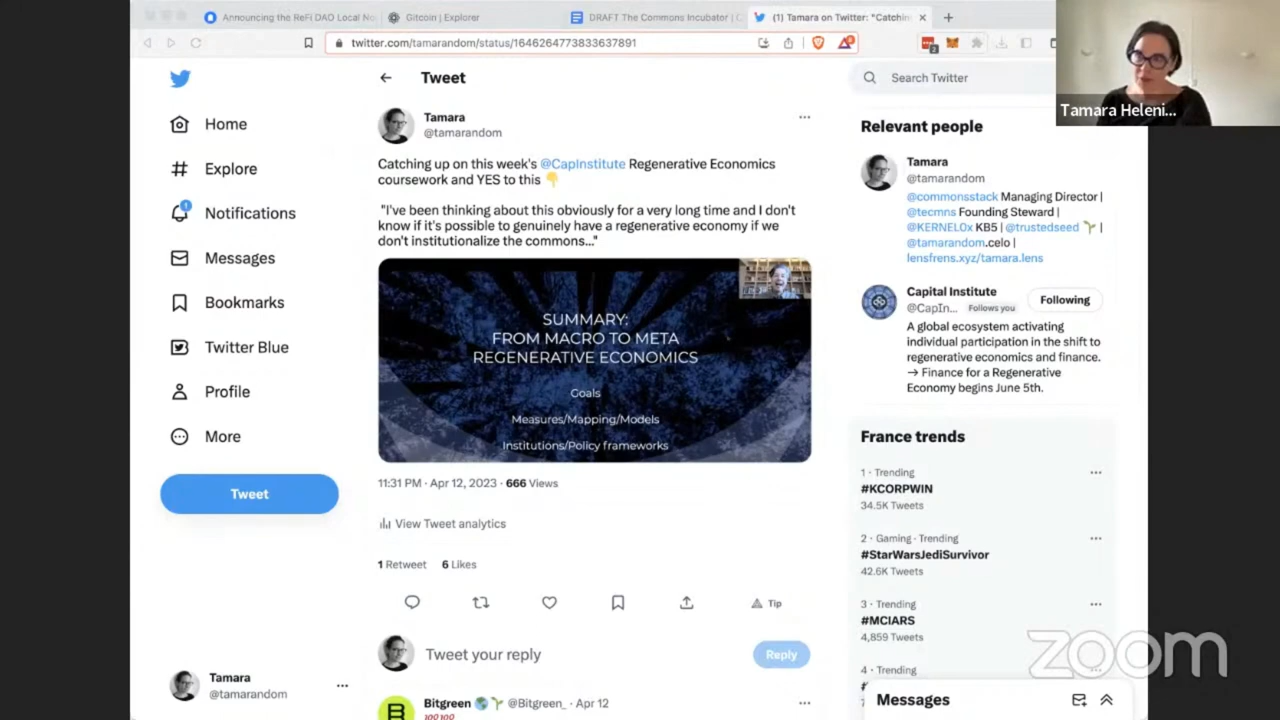 Announcing the ReFi DAO Local No
Gitcoin | Explorer
DRAFT The Commons Incubator | C
(1) Tamara on Twitter: "Catchin
twitter.com/tamarandom/status/1646264773833637891
Tweet
Search Twitter
Tamara Heleni...
Home
Explore
1
Notifications
Messages
Bookmarks
Twitter Blue
Profile
More
Tweet
Tamara
@tamarandom
Tamara
@tamarandom
Catching up on this week's @CapInstitute Regenerative Economics
coursework and YES to this 👇
"I've been thinking about this obviously for a very long time and I don't
know if it's possible to genuinely have a regenerative economy if we
don't institutionalize the commons..."
SUMMARY:
FROM MACRO TO META
REGENERATIVE ECONOMICS
Goals
Measures/Mapping/Models
Institutions/Policy frameworks
11:31 PM · Apr 12, 2023 · 666 Views
View Tweet analytics
1 Retweet 6 Likes
Tip
Tweet your reply
Reply
Bitgreen @Bitgreen_ · Apr 12
💯💯
Relevant people
Tamara
@tamarandom
@commonsstack Managing Director |
@tecmns Founding Steward |
@KERNEL0x KB5 | @trustedseed 🌱 |
@tamarandom.celo |
lensfrens.xyz/tamara.lens
Capital Institute
@CapIn... Follows you
Following
A global ecosystem activating
individual participation in the shift to
regenerative economics and finance.
→ Finance for a Regenerative
Economy begins June 5th.
France trends
1 · Trending
#KCORPWIN
34.5K Tweets
2 · Gaming · Trending
#StarWarsJediSurvivor
42.6K Tweets
3 · Trending
#MCIARS
4,859 Tweets
4 · Trending
Messages
zoom